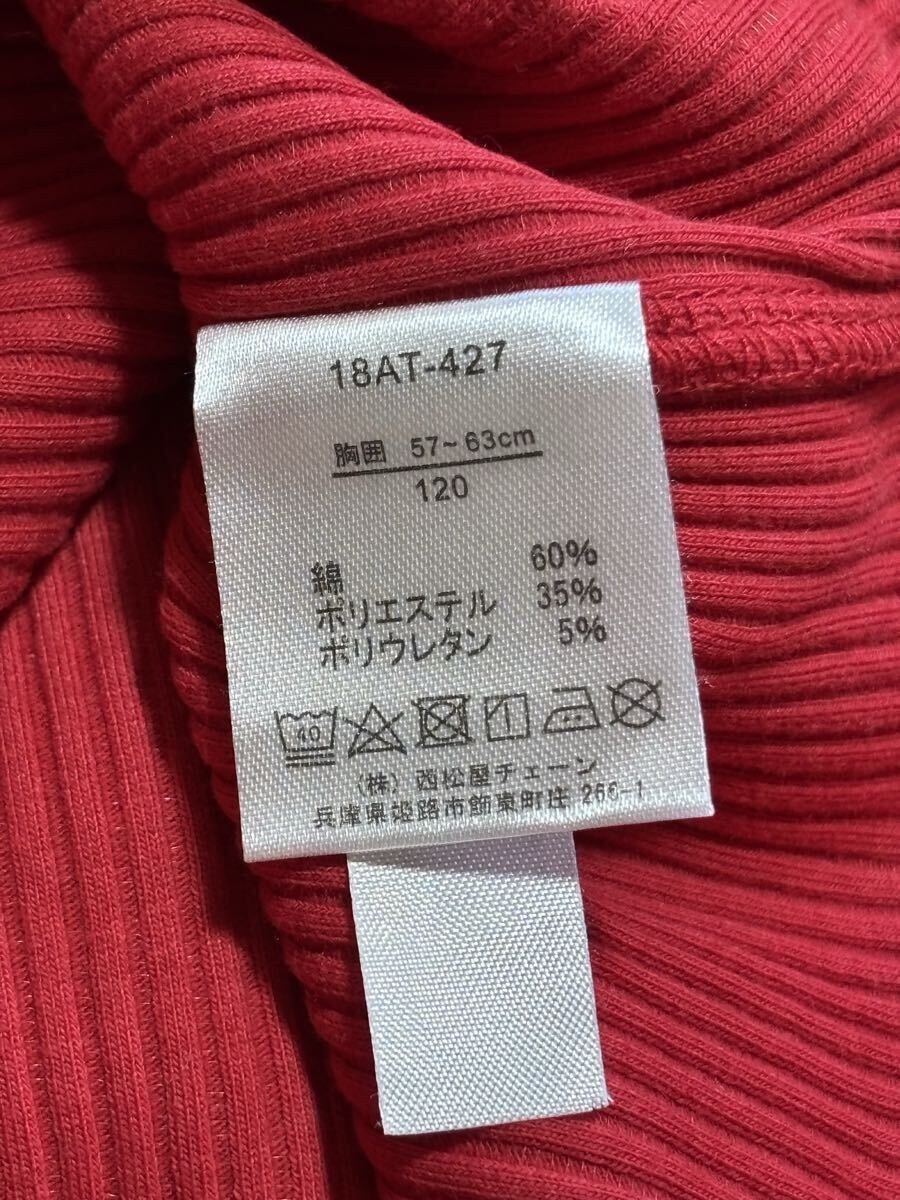 18AT-427
胸囲 57~63cm
120
綿 60%
ポリエステル 35%
ポリウレタン 5%
40
(株) 西松屋チェーン
兵庫県姫路市飾東町庄 266-1